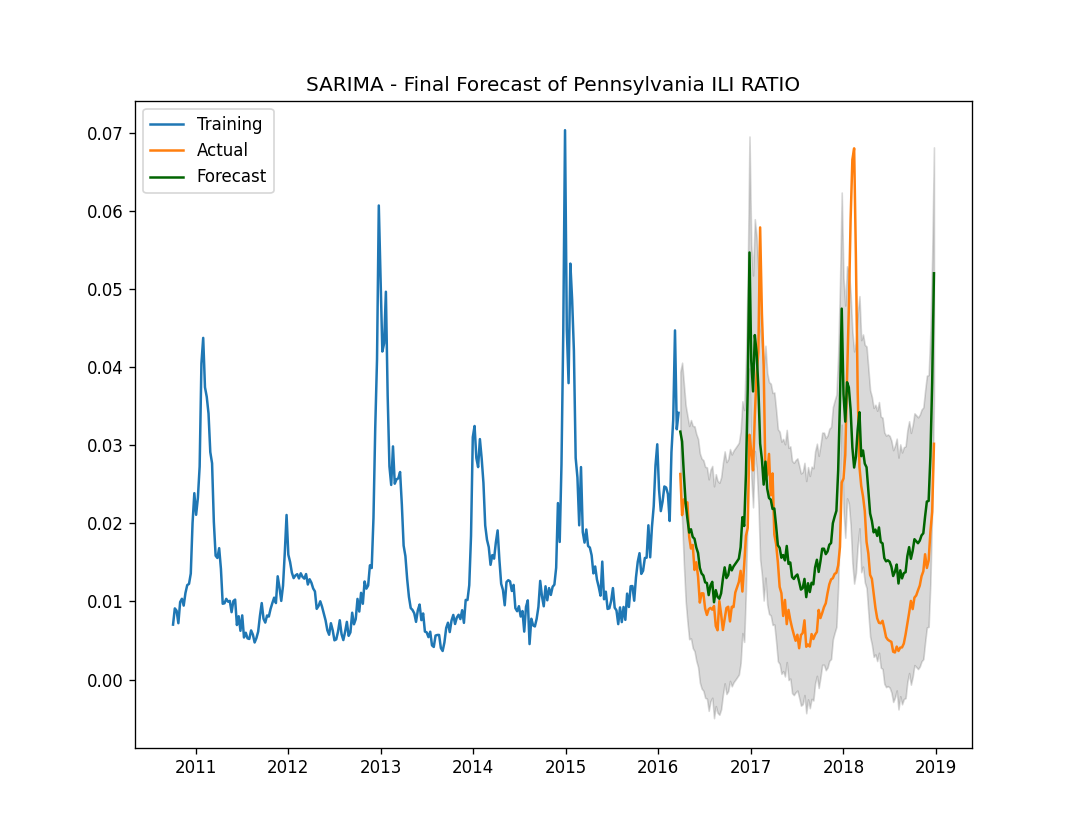 SARIMA - Final Forecast of Pennsylvania ILI RATIO
Training
Actual
Forecast
0.07
0.06
0.05
0.04
0.03
0.02
0.01
0.00
2011 2012 2013 2014 2015 2016 2017 2018 2019